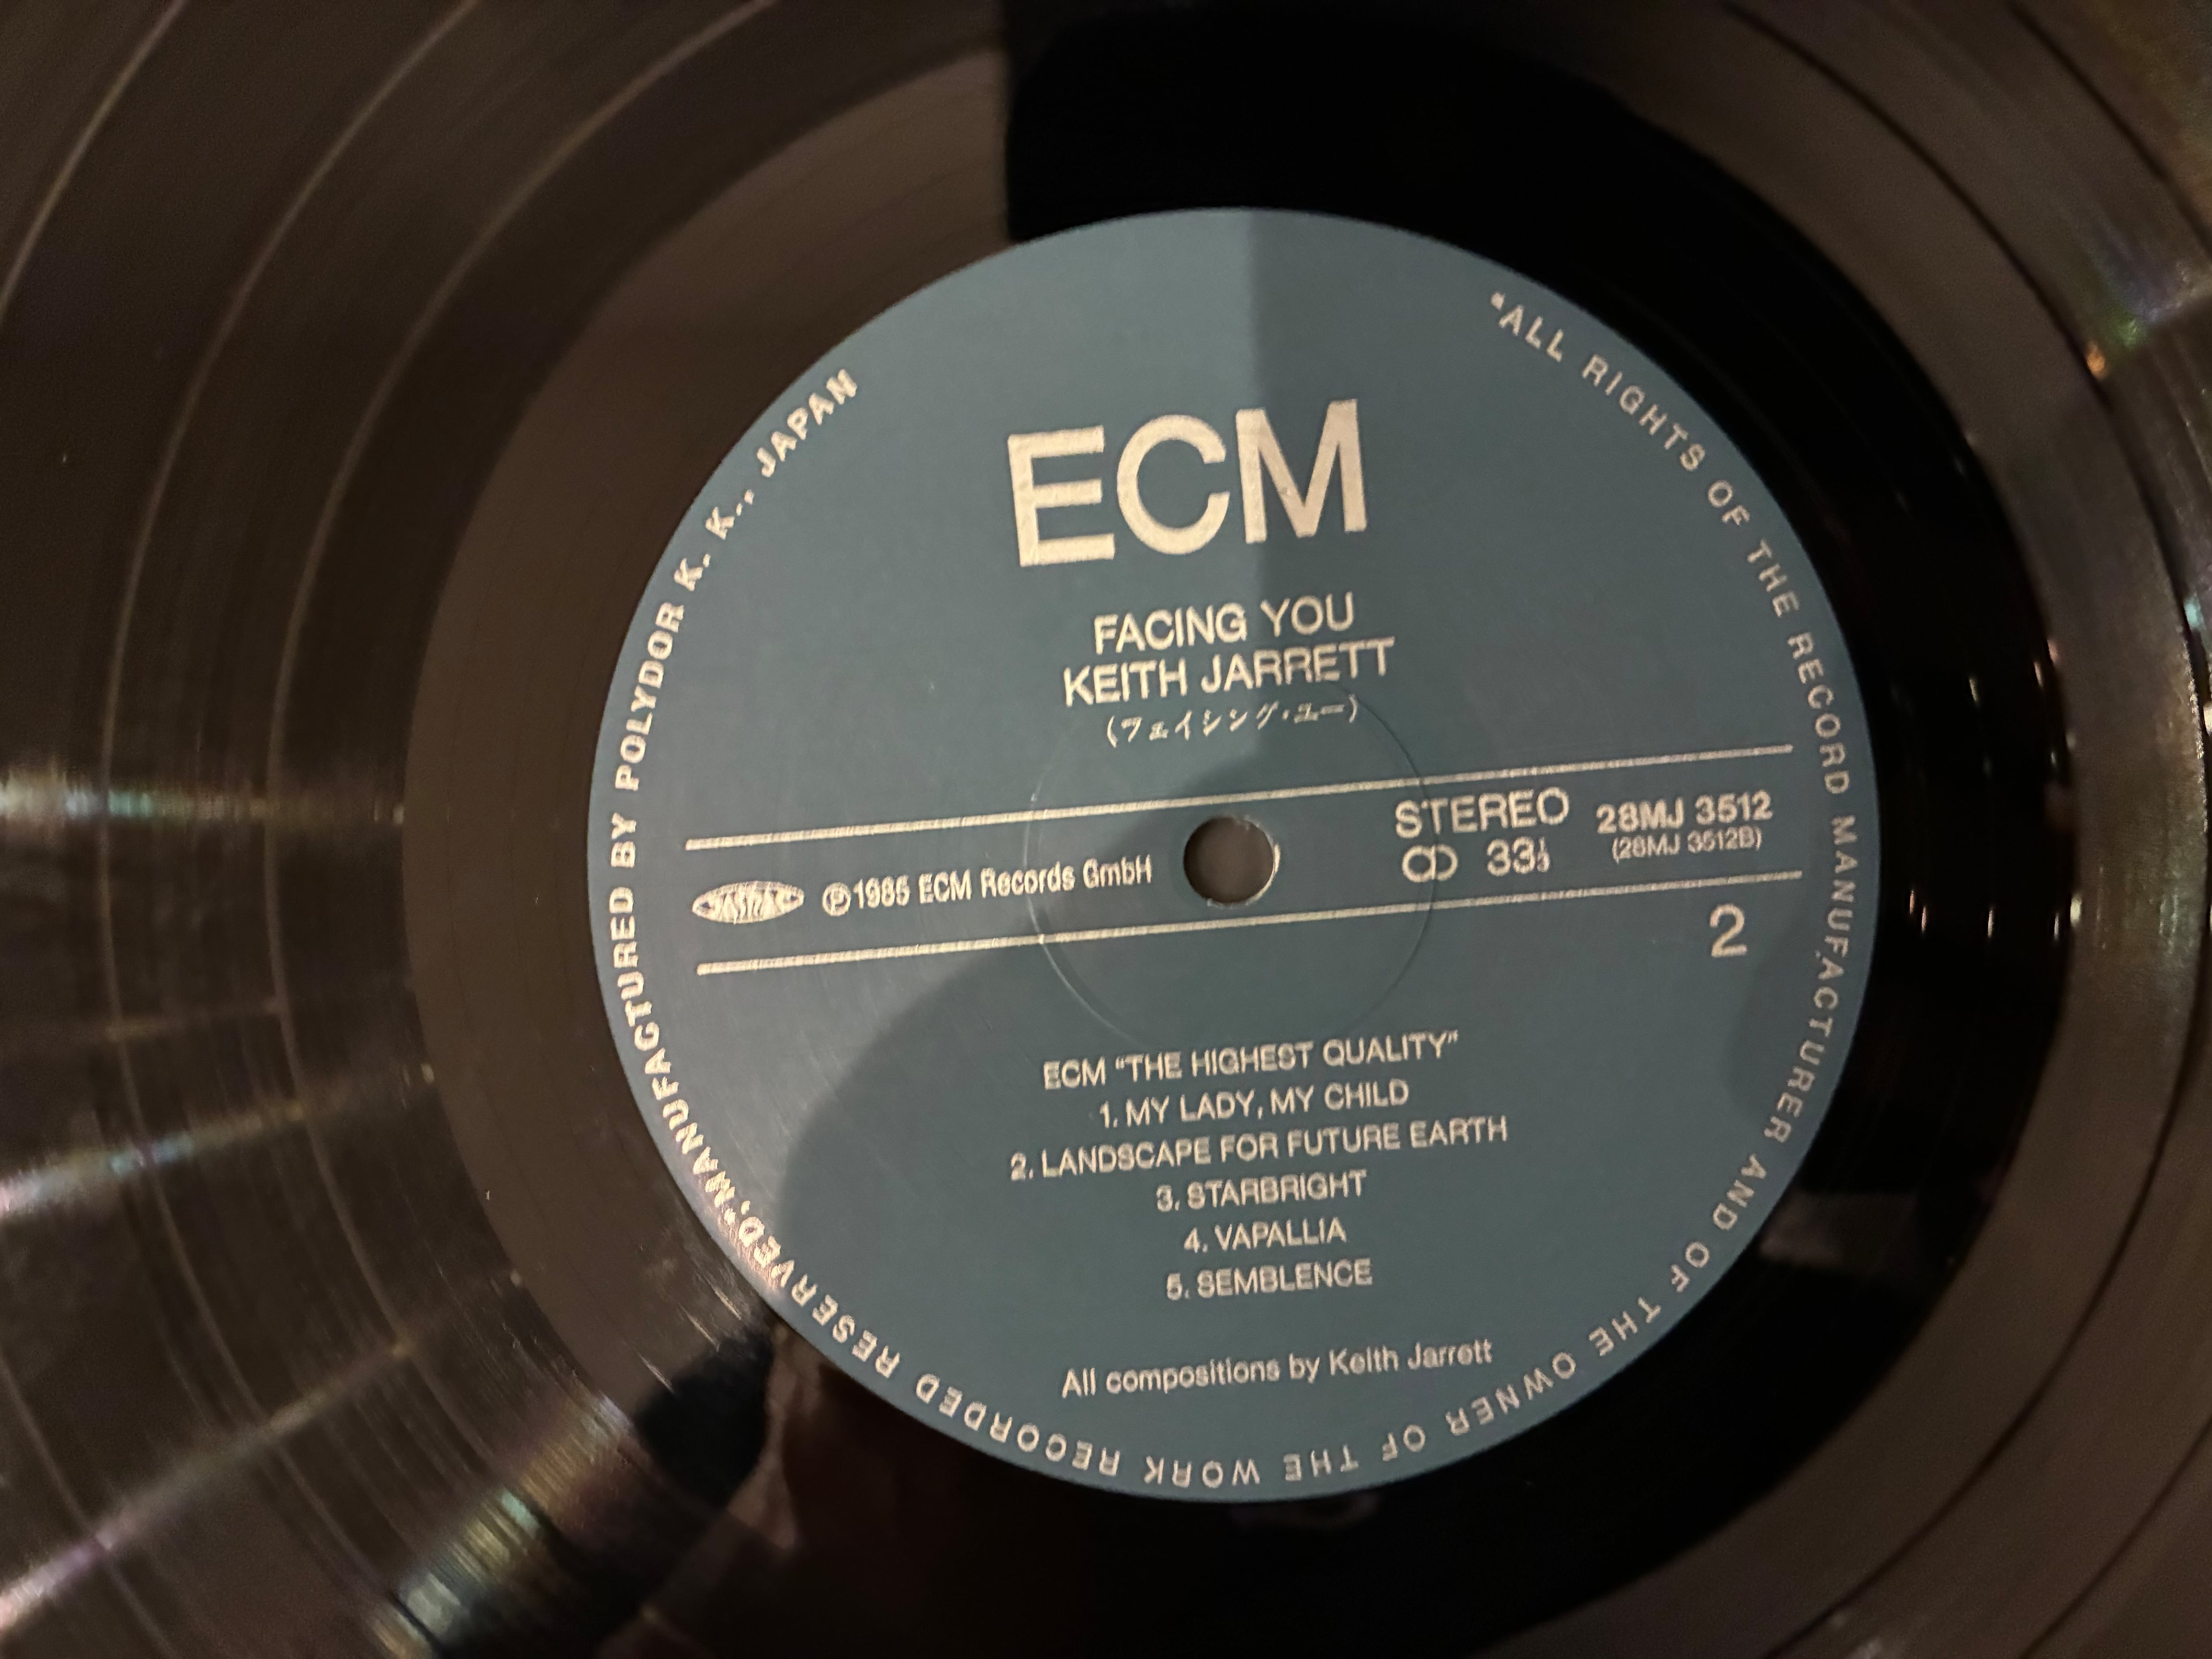 ECM
FACING YOU
KEITH JARRETT
(フェイシング・ユー)
JASRAC
Ⓟ1985 ECM Records GmbH
STEREO
33⅓
28MJ 3512
(28MJ 3512B)
2
ECM “THE HIGHEST QUALITY”
1. MY LADY, MY CHILD
2. LANDSCAPE FOR FUTURE EARTH
3. STARBRIGHT
4. VAPALLIA
5. SEMBLENCE
All compositions by Keith Jarrett
“ALL RIGHTS OF THE RECORD MANUFACTURER AND OF THE OWNER OF THE WORK RECORDED RESERVED.” MANUFACTURED BY POLYDOR K. K., JAPAN